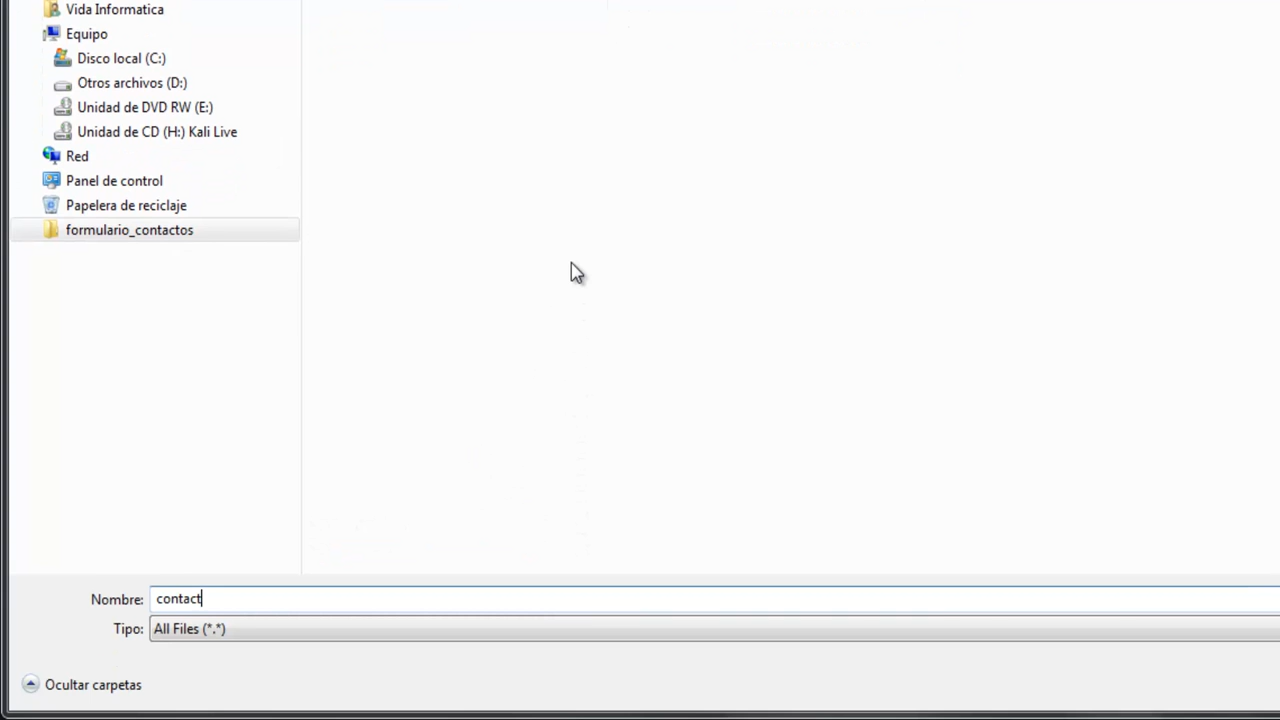 Vida Informatica
Equipo
Disco local (C:)
Otros archivos (D:)
Unidad de DVD RW (E:)
Unidad de CD (H:) Kali Live
Red
Panel de control
Papelera de reciclaje
formulario_contactos
Nombre: contact
Tipo: All Files (*.*)
Ocultar carpetas